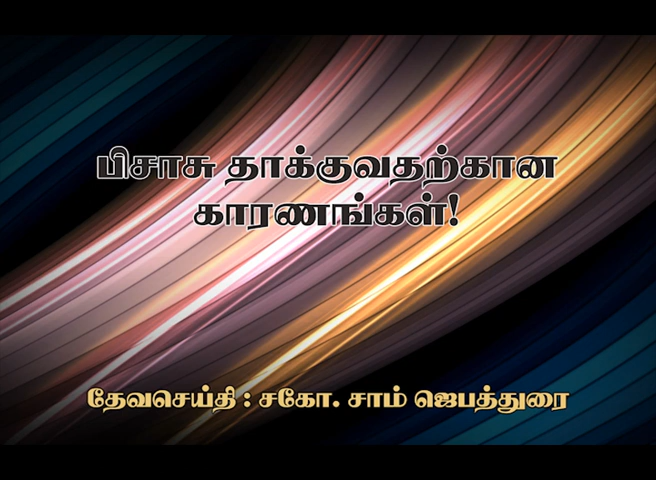 பிசாசு தாக்குவதற்கான
காரணங்கள்!
தேவசெய்தி : சகோ. சாம் ஜெபத்துரை